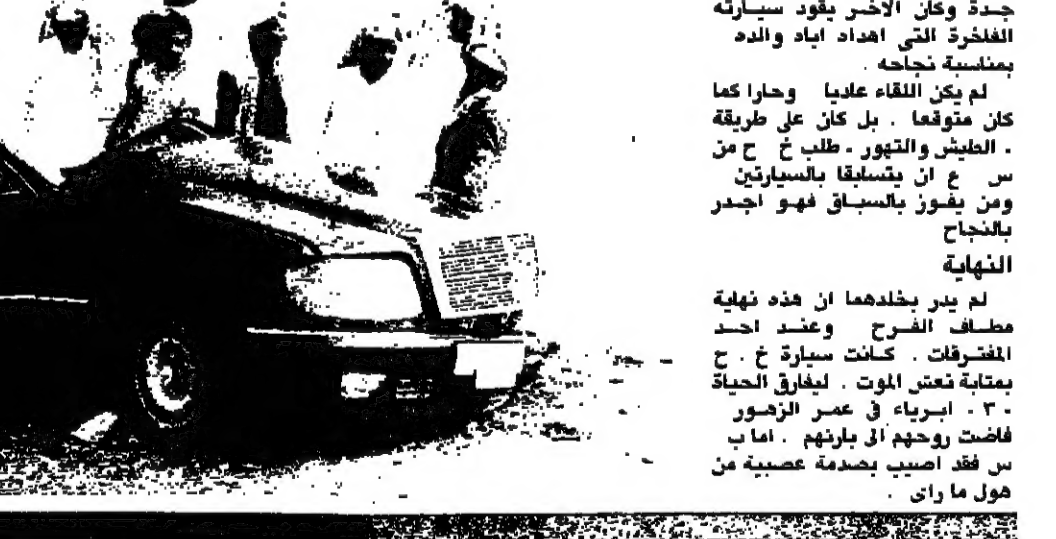 جدة وكان الاخر يقود سيارته
الفاخرة التى اهداه اياه والده
بمناسبة نجاحه .
لم يكن اللقاء عاديا وحارا كما
كان متوقعا . بل كان على طريقة
. الطيش والتهور . طلب خ ح من
س ع ان يتسابقا بالسيارتين
ومن يفوز بالسباق فهو اجدر
بالنجاح
النهاية
لم يدر بخلدهما ان هذه نهاية
مطاف الفرح وعند احد
المفترقات . كانت سيارة خ . ح
بمثابة نعش الموت . ليفارق الحياة
. ٣ . ابرياء في عمر الزهور
فاضت روحهم الى بارئهم . اما ب
س فقد اصيب بصدمة عصبية من
هول ما راى .